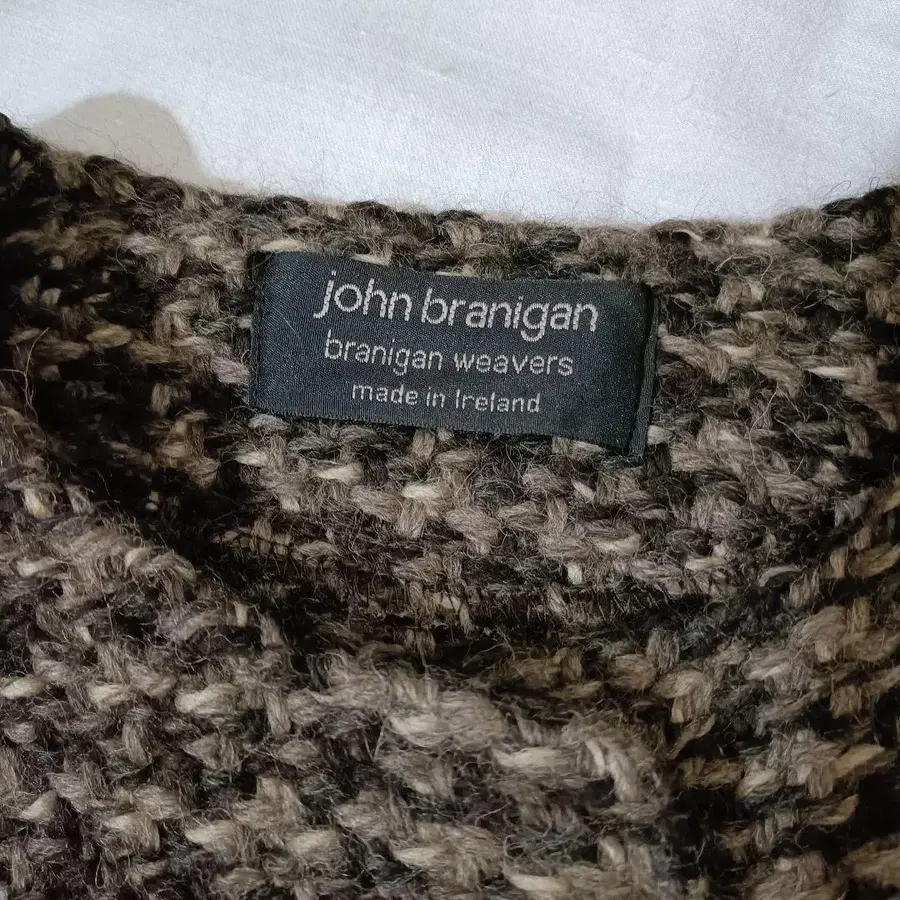 john branigan
branigan weavers
made in Ireland